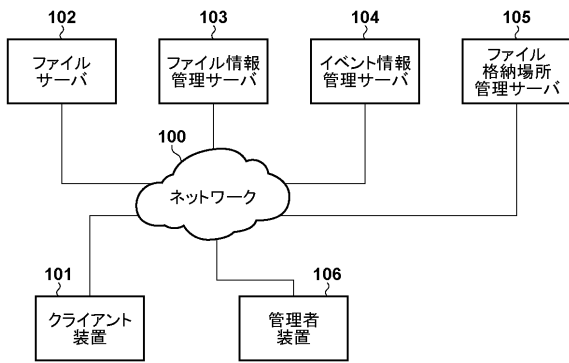 102
103
104
105
ファイル
サーバ
ファイル情報
管理サーバ
イベント情報
管理サーバ
ファイル
格納場所
管理サーバ
100
ネットワーク
101
106
クライアント
装置
管理者
装置